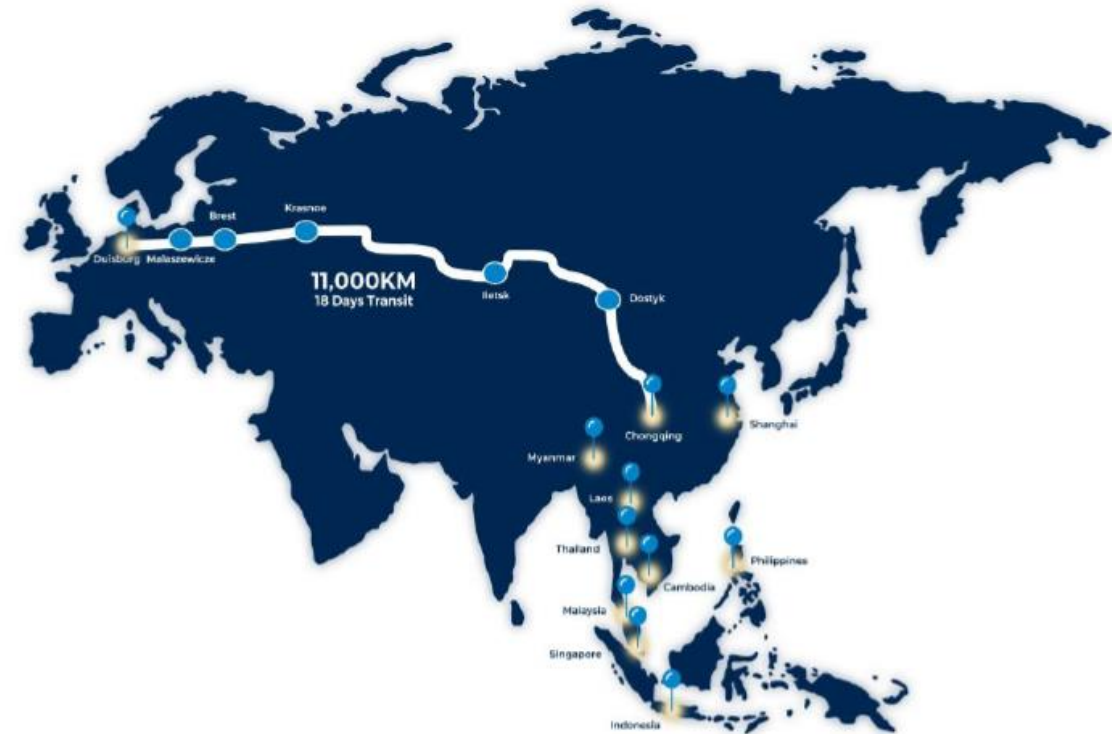 Krasnoe
Brest
Duisburg
Malaszewicze
11,000KM
18 Days Transit
Iletsk
Dostyk
Chongqing
Shanghai
Myanmar
Laos
Thailand
Philippines
Cambodia
Malaysia
Singapore
Indonesia